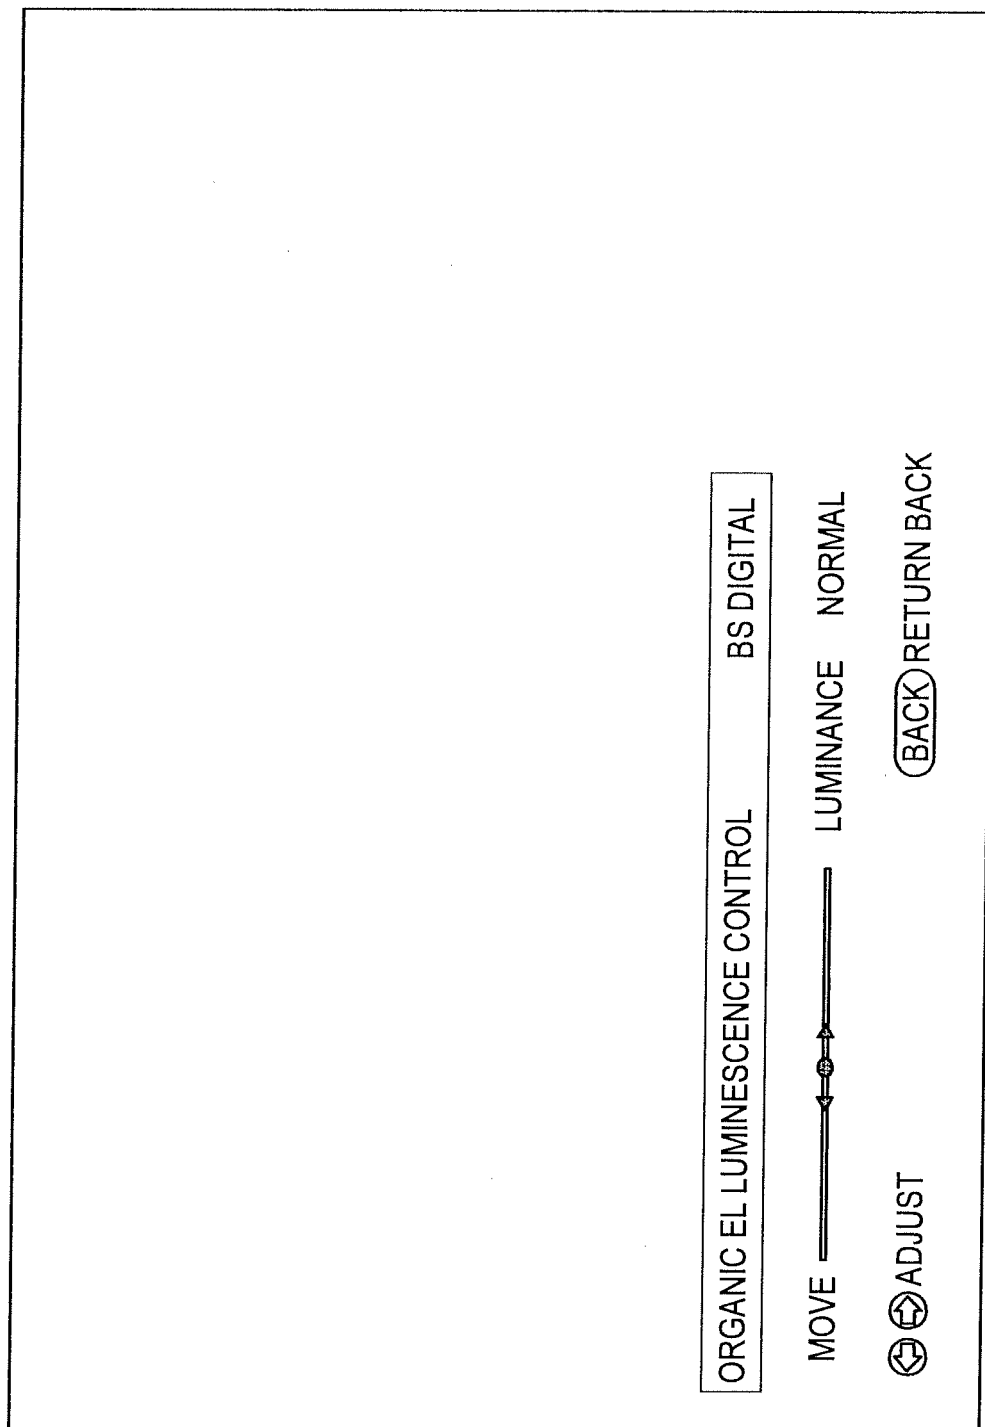 ORGANIC EL LUMINESCENCE CONTROL BS DIGITAL
MOVE LUMINANCE NORMAL
ADJUST BACK RETURN BACK